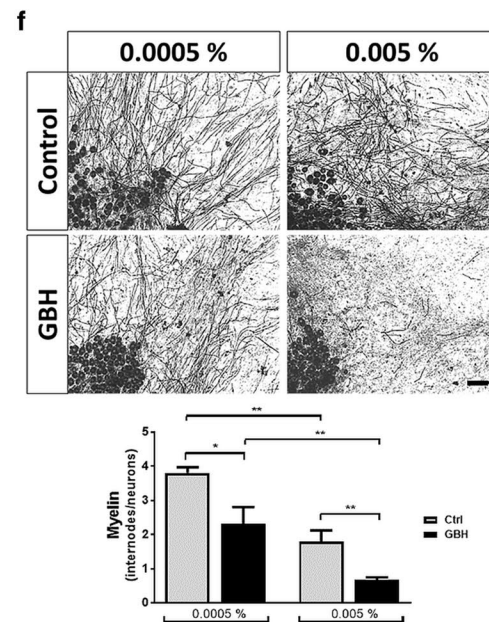 f
0.0005 %
0.005 %
Control
GBH
**
**
*
**
5
4
3
2
1
0
Myelin
(internodes/neurons)
Ctrl
GBH
0.0005 %
0.005 %